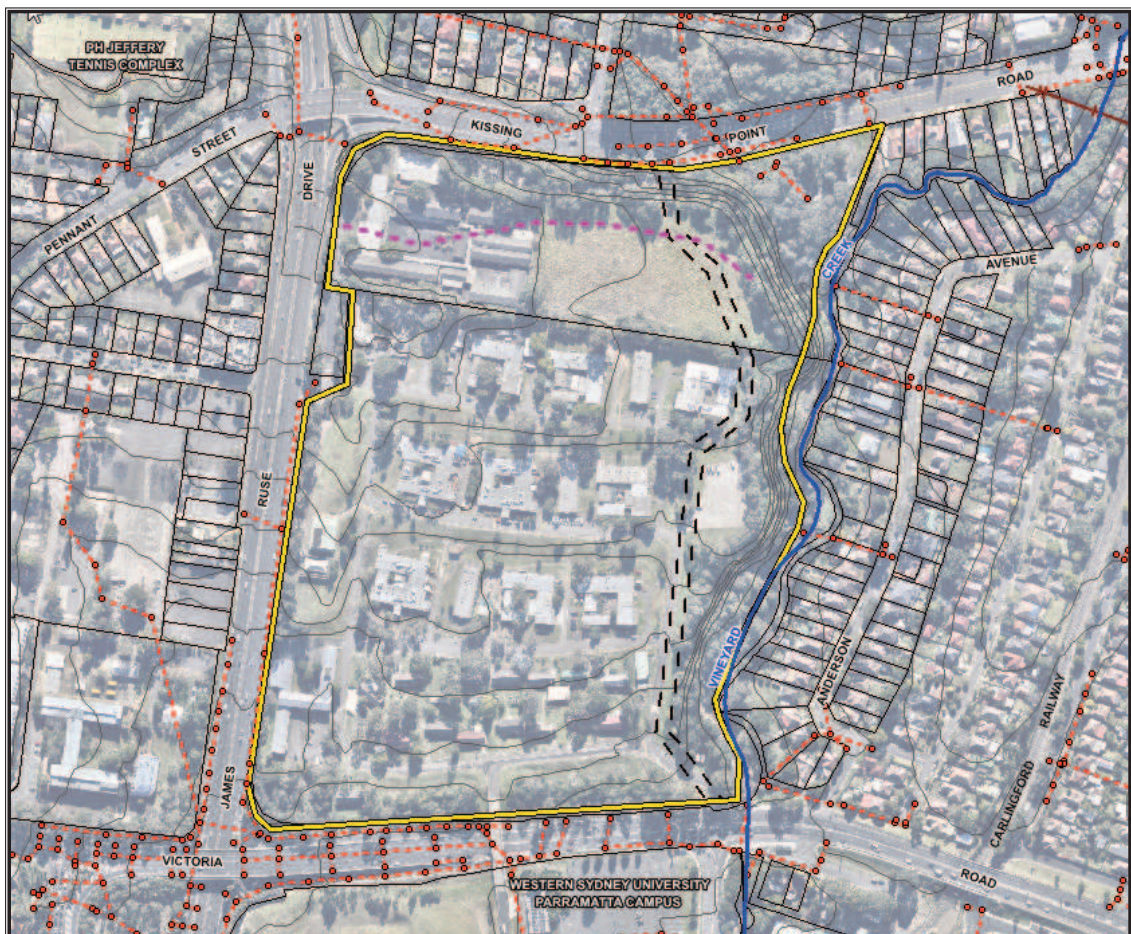 PH JEFFERY
TENNIS COMPLEX
KISSING
POINT
ROAD
STREET
PENNANT
DRIVE
CREEK
AVENUE
RUSE
VINEYARD
ANDERSON
RAILWAY
CARLINGFORD
JAMES
VICTORIA
ROAD
WESTERN SYDNEY UNIVERSITY
PARRAMATTA CAMPUS